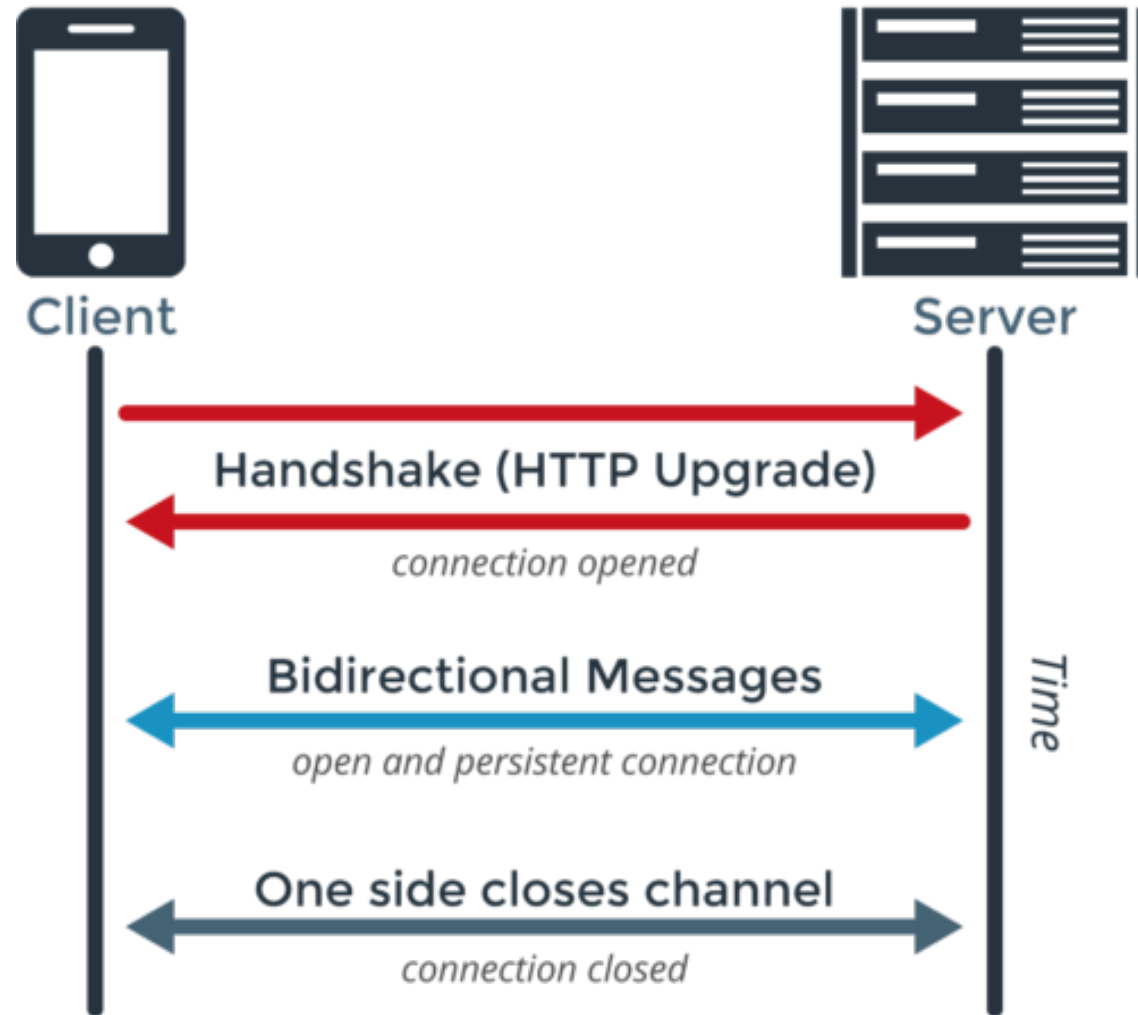 Client
Server
Handshake (HTTP Upgrade)
connection opened
Bidirectional Messages
open and persistent connection
Time
One side closes channel
connection closed